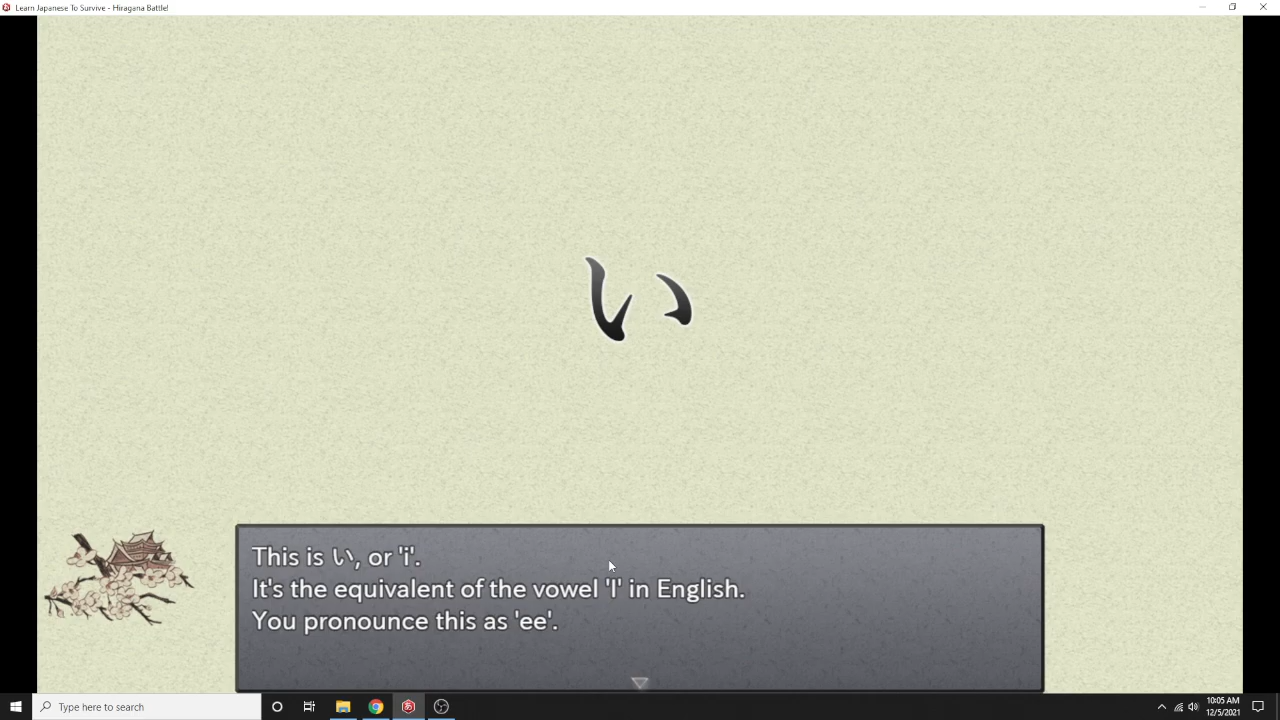 Learn Japanese To Survive - Hiragana Battle!
い
This is い, or 'i'.
It's the equivalent of the vowel 'I' in English.
You pronounce this as 'ee'.
Type here to search
10:05 AM
12/5/2021